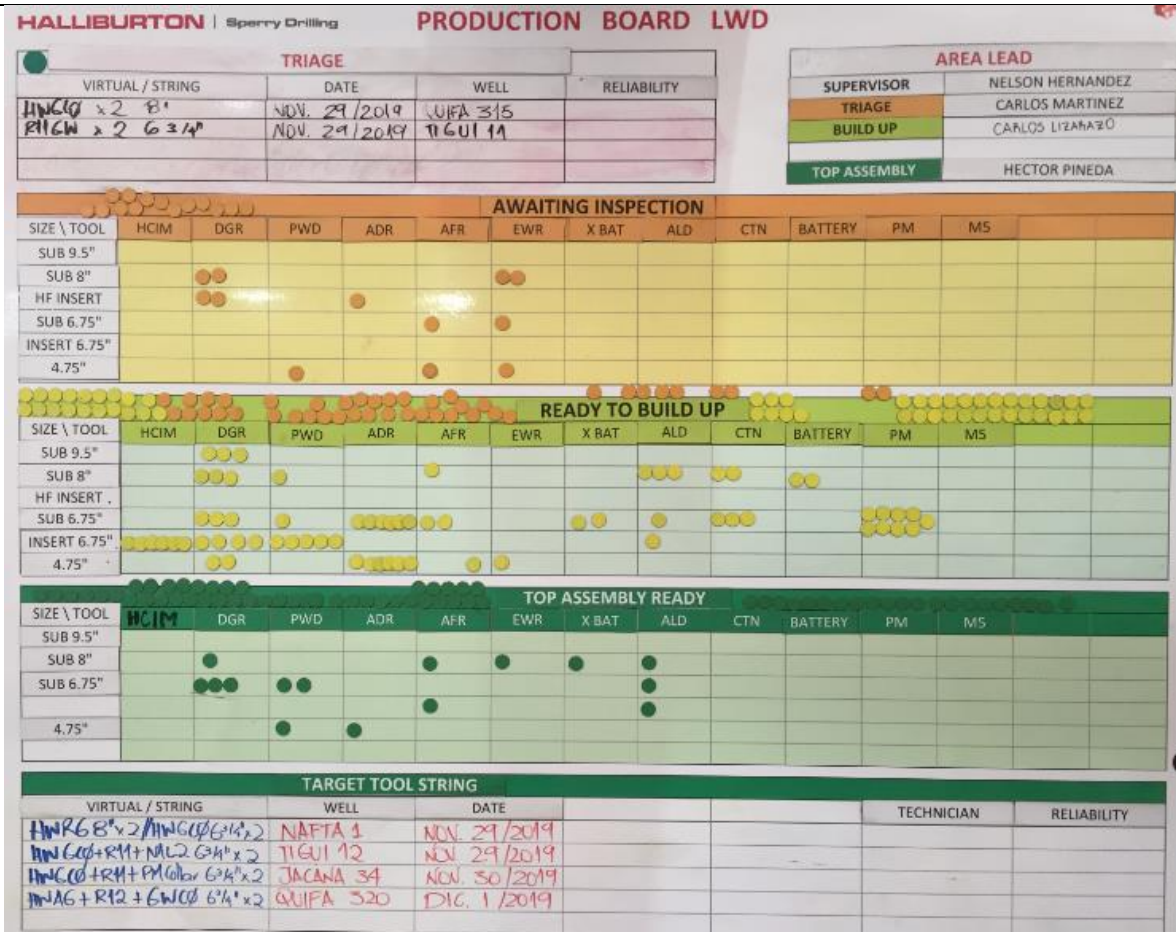 HALLIBURTON | Sperry Drilling PRODUCTION BOARD LWD
TRIAGE
VIRTUAL / STRING DATE WELL RELIABILITY
x 2 8" NOV. 29/2019 315
x 2 6 3/4" NOV. 29/2019 TIGUI 11
AREA LEAD
SUPERVISOR NELSON HERNANDEZ
TRIAGE CARLOS MARTINEZ
BUILD UP CARLOS LIZARAZO
TOP ASSEMBLY HECTOR PINEDA
AWAITING INSPECTION
SIZE \ TOOL HCIM DGR PWD ADR AFR EWR X BAT ALD CTN BATTERY PM M5
SUB 9.5"
SUB 8"
HF INSERT
SUB 6.75"
INSERT 6.75"
4.75"
READY TO BUILD UP
SIZE \ TOOL HCIM DGR PWD ADR AFR EWR X BAT ALD CTN BATTERY PM M5
SUB 9.5"
SUB 8"
HF INSERT
SUB 6.75"
INSERT 6.75"
4.75"
TOP ASSEMBLY READY
SIZE \ TOOL HCIM DGR PWD ADR AFR EWR X BAT ALD CTN BATTERY PM M5
SUB 9.5"
SUB 8"
SUB 6.75"
4.75"
TARGET TOOL STRING
VIRTUAL / STRING WELL DATE TECHNICIAN RELIABILITY
NAFTA 1 NOV. 29/2019
TIGUI 12 NOV 29/2019
JACANA 34 NOV. 30/2019
QUIFA 320 DIC. 1/2019